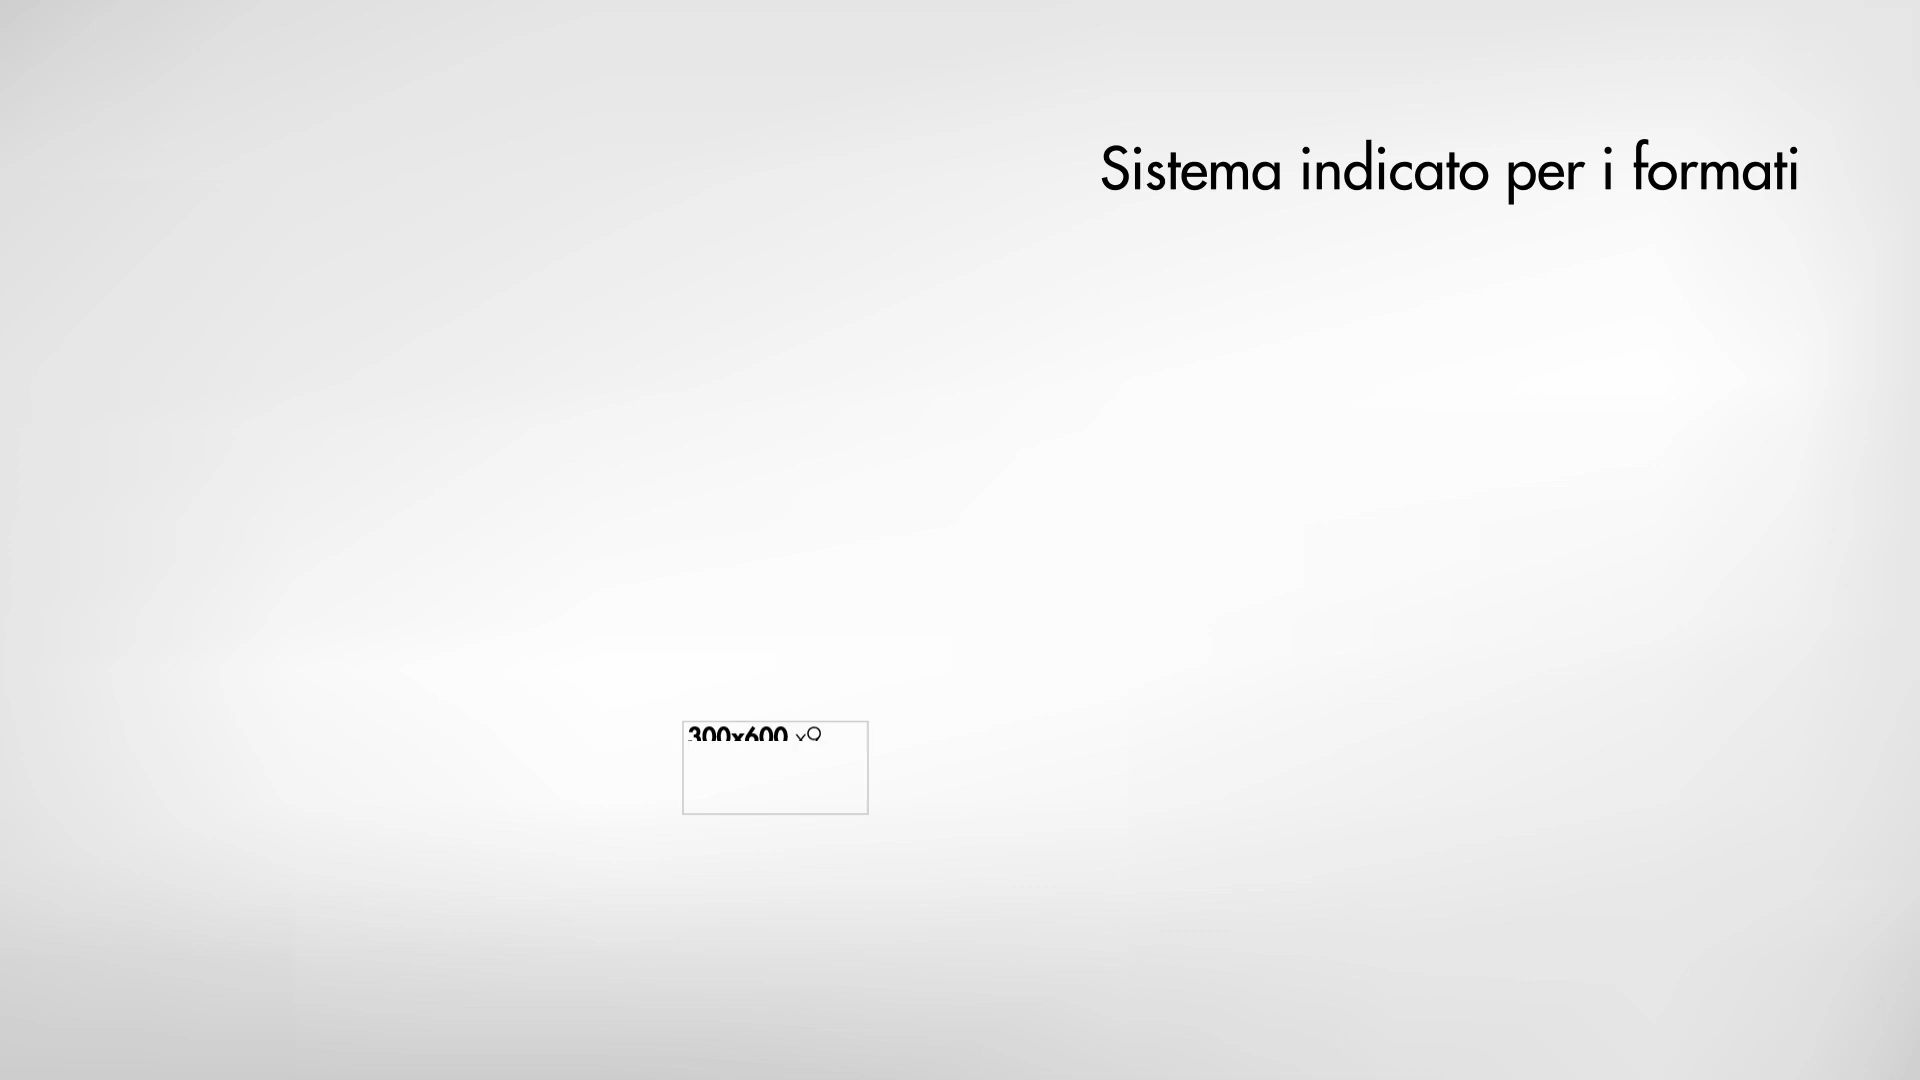 Sistema indicato per i formati
300x600